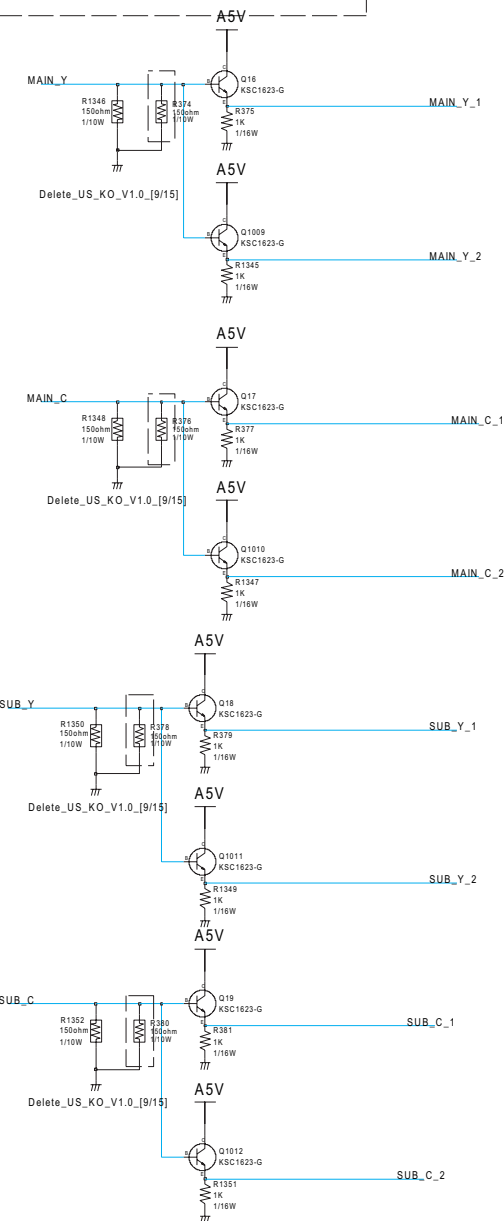 A5V
MAIN_Y
C
B
E
Q16
KSC1623-G
R1346
150ohm
1/10W
R374
150ohm
1/10W
R375
1K
1/16W
MAIN_Y_1
Delete_US_KO_V1.0_[9/15]
A5V
C
B
E
Q1009
KSC1623-G
R1345
1K
1/16W
MAIN_Y_2
A5V
MAIN_C
C
B
E
Q17
KSC1623-G
R1348
150ohm
1/10W
R376
150ohm
1/10W
R377
1K
1/16W
MAIN_C_1
Delete_US_KO_V1.0_[9/15]
A5V
C
B
E
Q1010
KSC1623-G
R1347
1K
1/16W
MAIN_C_2
A5V
SUB_Y
C
B
E
Q18
KSC1623-G
R1350
150ohm
1/10W
R378
150ohm
1/10W
R379
1K
1/16W
SUB_Y_1
Delete_US_KO_V1.0_[9/15]
A5V
C
B
E
Q1011
KSC1623-G
R1349
1K
1/16W
SUB_Y_2
A5V
SUB_C
C
B
E
Q19
KSC1623-G
R1352
150ohm
1/10W
R380
150ohm
1/10W
R381
1K
1/16W
SUB_C_1
Delete_US_KO_V1.0_[9/15]
A5V
C
B
E
Q1012
KSC1623-G
R1351
1K
1/16W
SUB_C_2